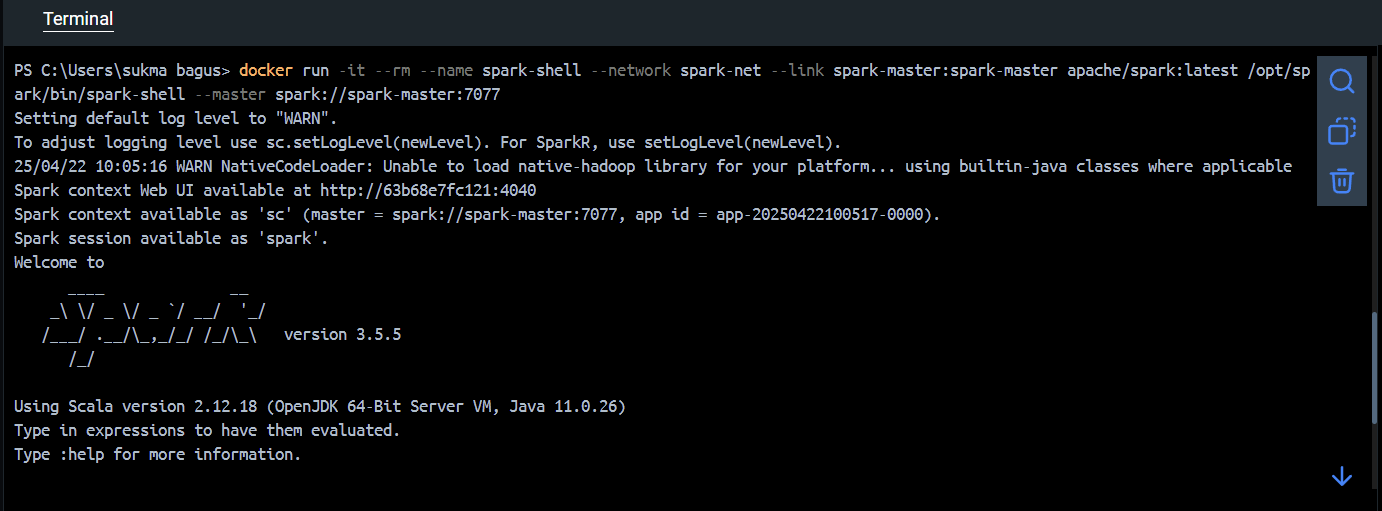 Terminal
PS C:\Users\sukma bagus> docker run -it --rm --name spark-shell --network spark-net --link spark-master:spark-master apache/spark:latest /opt/sp
ark/bin/spark-shell --master spark://spark-master:7077
Setting default log level to "WARN".
To adjust logging level use sc.setLogLevel(newLevel). For SparkR, use setLogLevel(newLevel).
25/04/22 10:05:16 WARN NativeCodeLoader: Unable to load native-hadoop library for your platform... using builtin-java classes where applicable
Spark context Web UI available at http://63b68e7fc121:4040
Spark context available as 'sc' (master = spark://spark-master:7077, app id = app-20250422100517-0000).
Spark session available as 'spark'.
Welcome to
      ____              __
    _\ \/ _ \/ _ `/ __/  '_/
   /___/ .__/\_,_/_/ /_/\_\   version 3.5.5
      /_/
Using Scala version 2.12.18 (OpenJDK 64-Bit Server VM, Java 11.0.26)
Type in expressions to have them evaluated.
Type :help for more information.